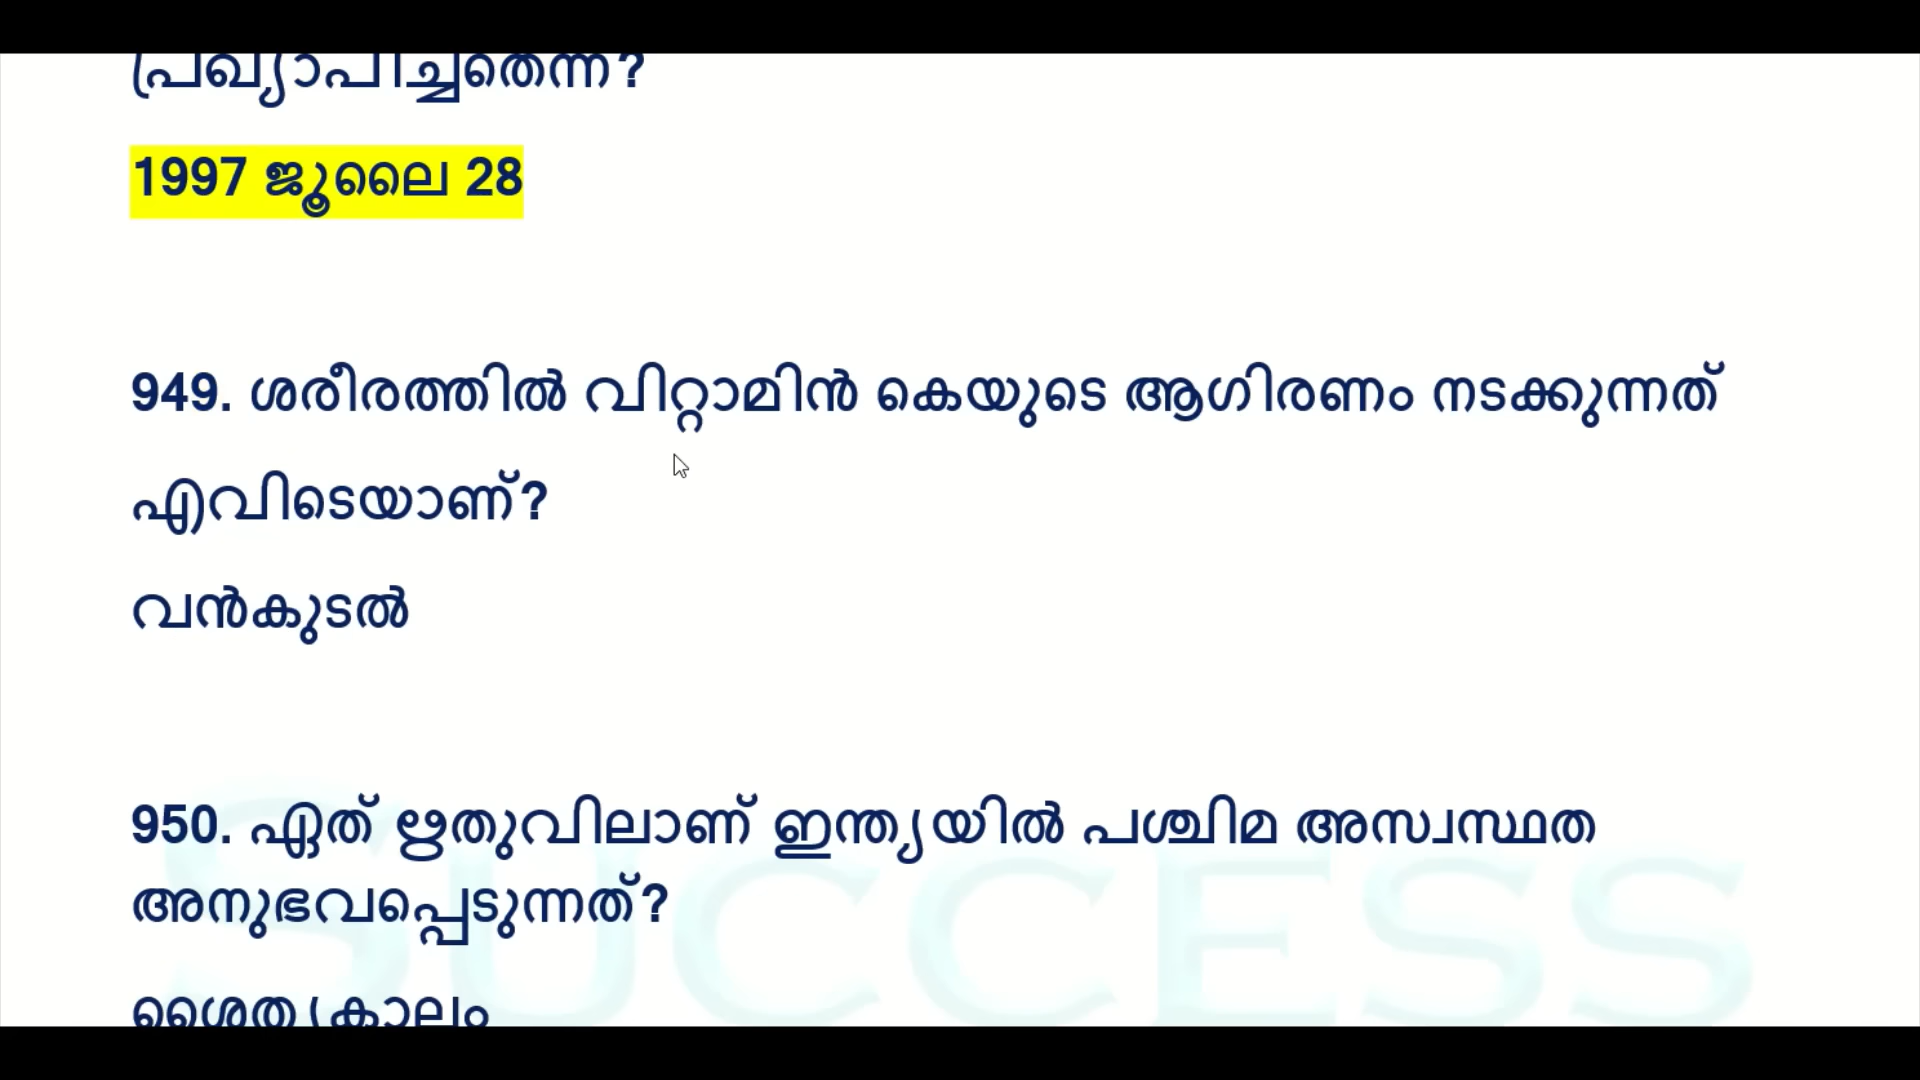 പ്രഖ്യാപിച്ചതെന്ന?
1997 ജൂലൈ 28
949. ശരീരത്തിൽ വിറ്റാമിൻ കെയുടെ ആഗിരണം നടക്കുന്നത്
എവിടെയാണ്?
വൻകുടൽ
950. ഏത് ഋതുവിലാണ് ഇന്ത്യയിൽ പശ്ചിമ അസ്വസ്ഥത
അനുഭവപ്പെടുന്നത്?
ശൈത്യകാലം
SUCCESS